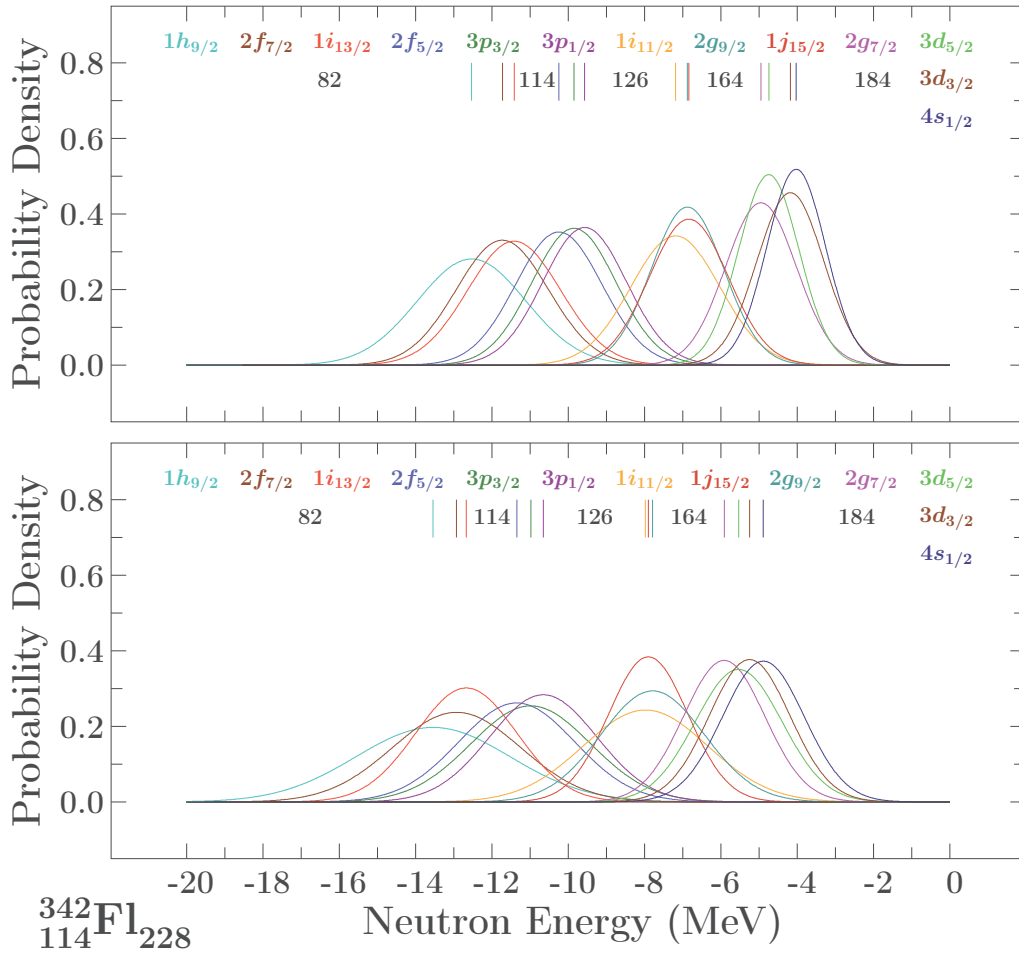 1h9/2 2f7/2 1i13/2 2f5/2 3p3/2 3p1/2 1i11/2 2g9/2 1j15/2 2g7/2 3d5/2
82 114 126 164 184 3d3/2
4s1/2
Probability Density
0.8
0.6
0.4
0.2
0.0
1h9/2 2f7/2 1i13/2 2f5/2 3p3/2 3p1/2 1i11/2 1j15/2 2g9/2 2g7/2 3d5/2
82 114 126 164 184 3d3/2
4s1/2
Probability Density
0.8
0.6
0.4
0.2
0.0
-20 -18 -16 -14 -12 -10 -8 -6 -4 -2 0
Neutron Energy (MeV)
342 114 Fl 228